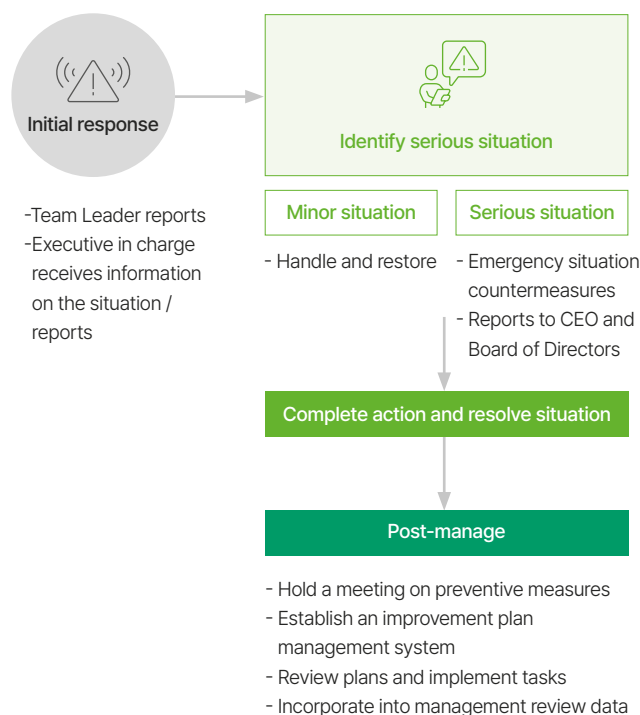 Initial response
-Team Leader reports
-Executive in charge
receives information
on the situation /
reports
Identify serious situation
Minor situation
- Handle and restore
Serious situation
- Emergency situation
countermeasures
- Reports to CEO and
Board of Directors
Complete action and resolve situation
Post-manage
- Hold a meeting on preventive measures
- Establish an improvement plan
management system
- Review plans and implement tasks
- Incorporate into management review data